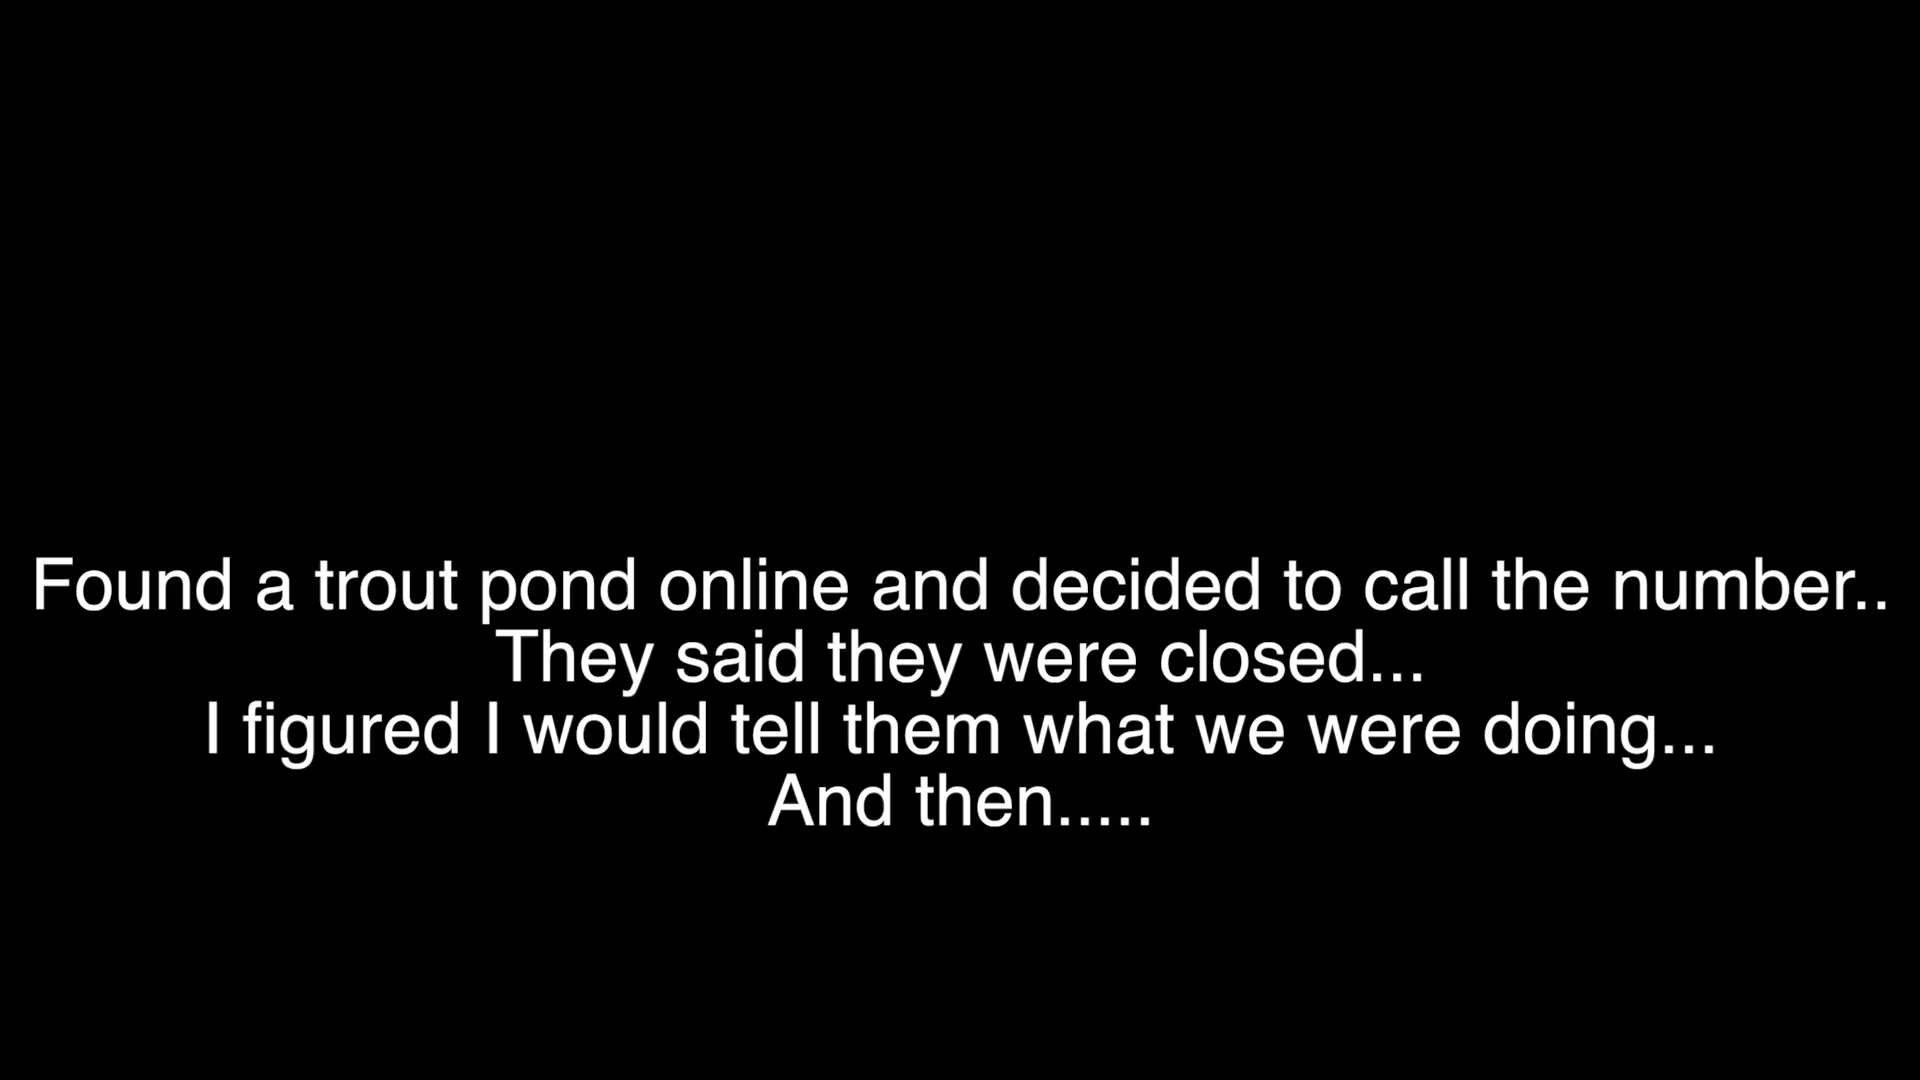 Found a trout pond online and decided to call the number..
They said they were closed...
I figured I would tell them what we were doing...
And then.....